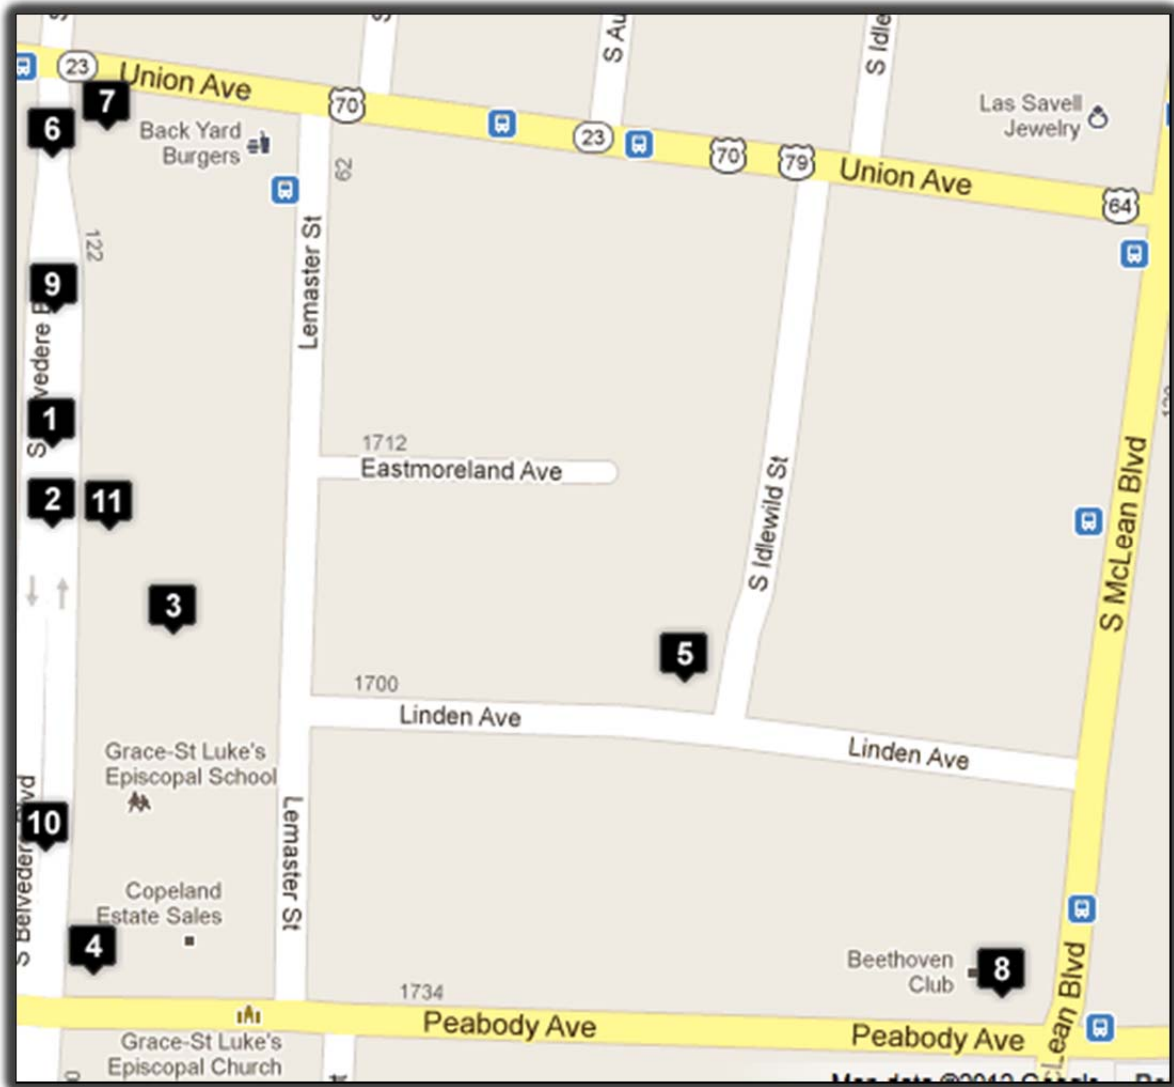 S
S
S Au
S Idle
23
Union Ave
7
6
Back Yard
Burgers
70
62
23
70
79
Union Ave
Las Savell
Jewelry
64
122
9
Lemaster St
1
2
11
1712
Eastmoreland Ave
S Idlewild St
S McLean Blvd
3
5
1700
Linden Ave
Linden Ave
Grace-St Luke's
Episcopal School
10
S Belvedere Blvd
Lemaster St
Copeland
Estate Sales
4
Beethoven
Club
8
1734
Peabody Ave
Peabody Ave
Grace-St Luke's
Episcopal Church